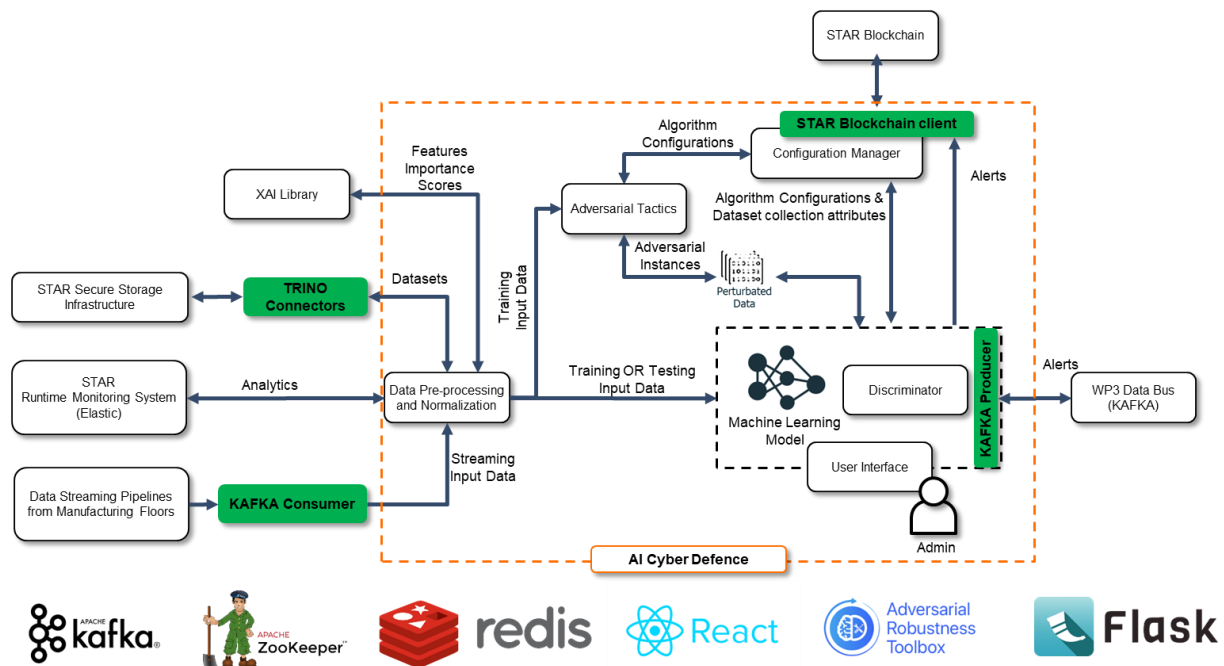 STAR Blockchain
STAR Blockchain client
Configuration Manager
Algorithm
Configurations
Features
Importance
Scores
Alerts
XAI Library
Adversarial Tactics
Algorithm Configurations &
Dataset collection attributes
Adversarial
Instances
Perturbated
Data
STAR Secure Storage
Infrastructure
TRINO
Connectors
Datasets
Training
Input Data
STAR
Runtime Monitoring System
(Elastic)
Analytics
Data Pre-processing
and Normalization
Training OR Testing
Input Data
Machine Learning
Model
Discriminator
KAFKA Producer
Alerts
WP3 Data Bus
(KAFKA)
User Interface
Admin
Data Streaming Pipelines
from Manufacturing Floors
KAFKA Consumer
Streaming
Input Data
AI Cyber Defence
APACHE
kafka®
APACHE
ZooKeeper™
redis
React
Adversarial
Robustness
Toolbox
Flask